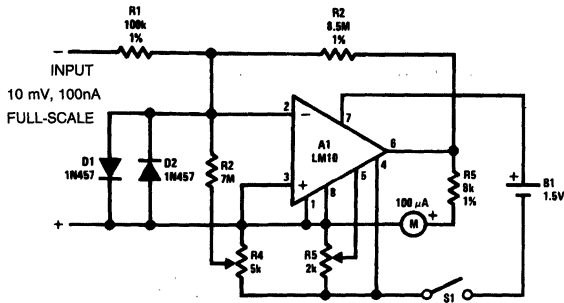 R1
100k
1%
R2
8.5M
1%
−
INPUT
10 mV, 100nA
FULL-SCALE
2
−
7
A1
LM10
6
4
5
3
+
1
8
D1
1N457
D2
1N457
R2
7M
100 µA
M
+
R5
8k
1%
+
B1
1.5V
+
R4
5k
R5
2k
S1